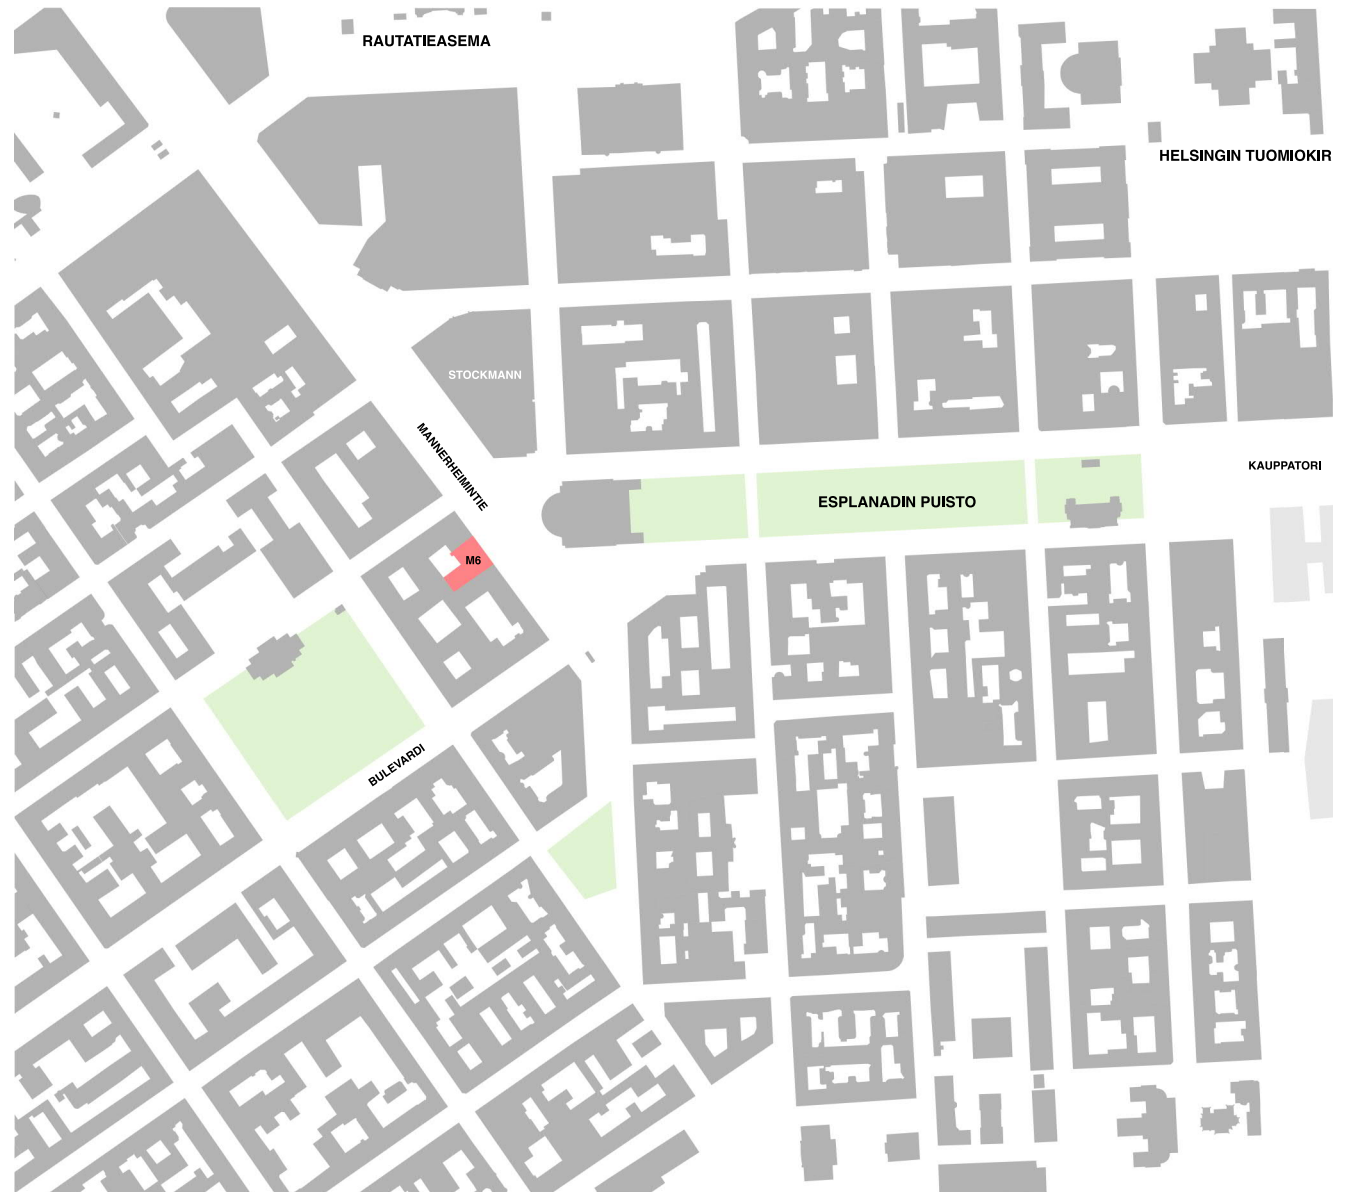 RAUTATIEASEMA
HELSINGIN TUOMIOKIR
STOCKMANN
MANNERHEIMINTIE
KAUPPATORI
ESPLANADIN PUISTO
M6
BULEVARDI